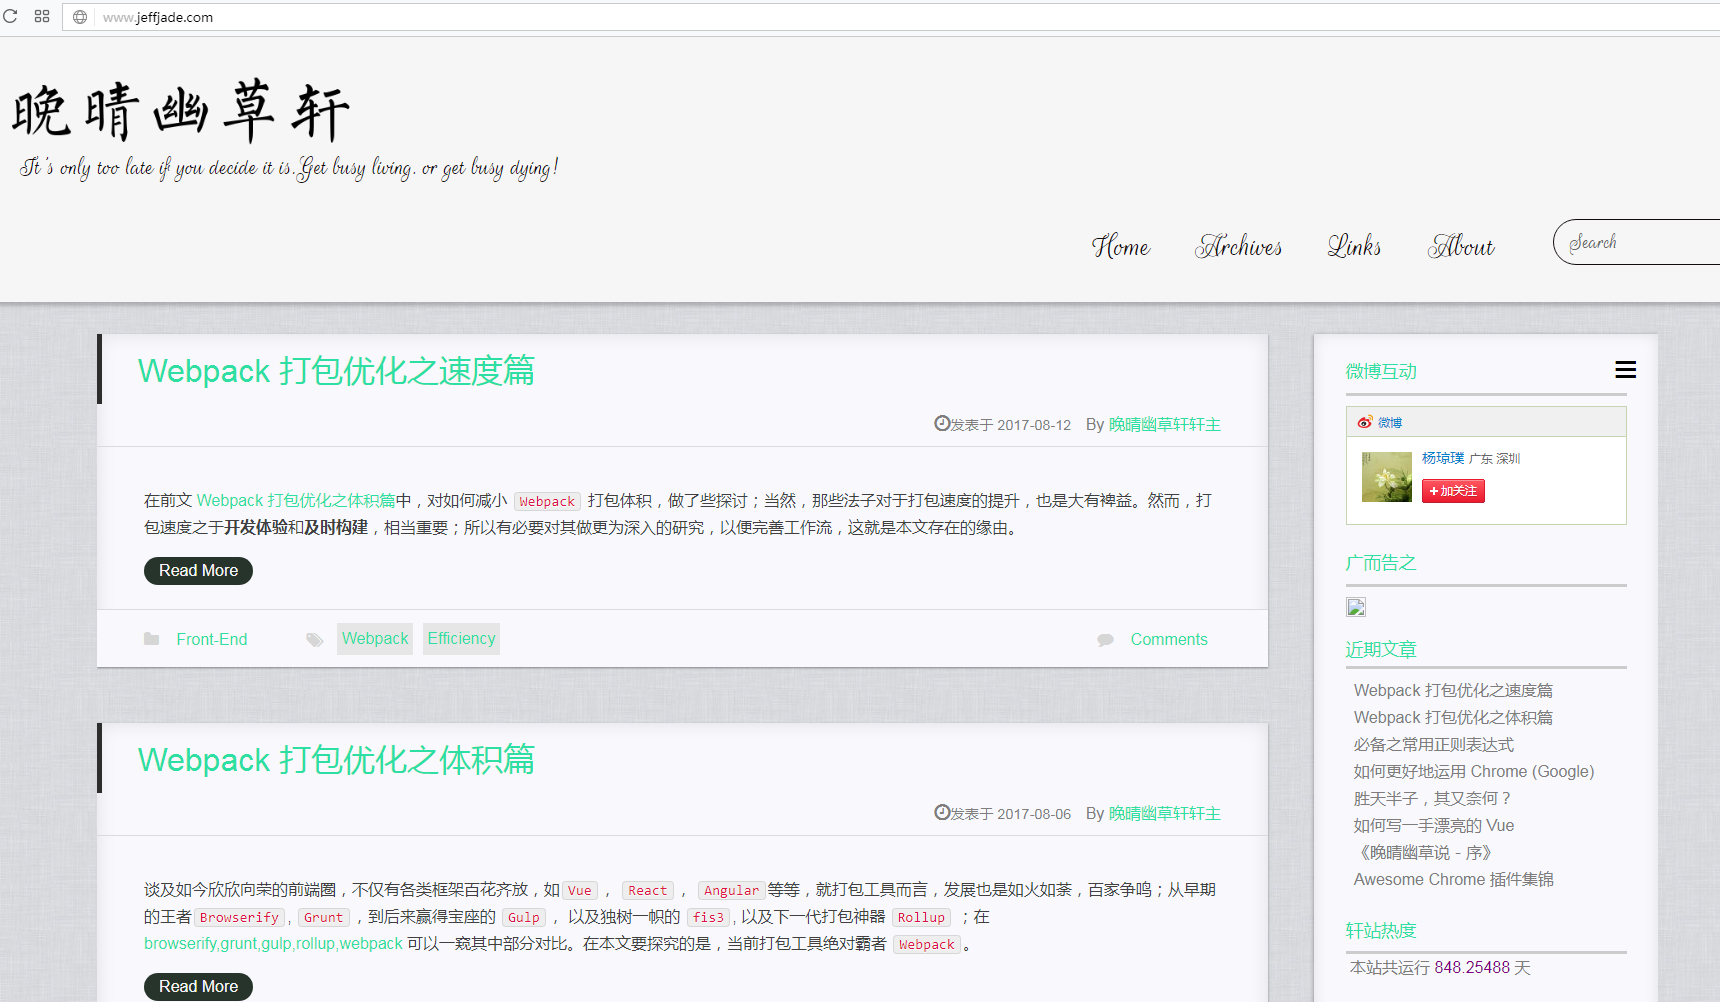 www.jeffjade.com
晚晴幽草轩
It's only too late if you decide it is.Get busy living, or get busy dying!
Home Archives Links About Search
Webpack 打包优化之速度篇
发表于 2017-08-12 By 晚晴幽草轩轩主
在前文 Webpack 打包优化之体积篇中，对如何减小 Webpack 打包体积，做了些探讨；当然，那些法子对于打包速度的提升，也是大有裨益。然而，打
包速度之于开发体验和及时构建，相当重要；所以有必要对其做更为深入的研究，以便完善工作流，这就是本文存在的缘由。
Read More
Front-End Webpack Efficiency Comments
Webpack 打包优化之体积篇
发表于 2017-08-06 By 晚晴幽草轩轩主
谈及如今欣欣向荣的前端圈，不仅有各类框架百花齐放，如 Vue ， React ， Angular 等等，就打包工具而言，发展也是如火如荼，百家争鸣；从早期
的王者 Browserify , Grunt ，到后来赢得宝座的 Gulp ， 以及独树一帜的 fis3 , 以及下一代打包神器 Rollup ；在
browserify,grunt,gulp,rollup,webpack 可以一窥其中部分对比。在本文要探究的是，当前打包工具绝对霸者 Webpack 。
Read More
微博互动
微博
杨琼璞 广东 深圳
+加关注
广而告之
近期文章
Webpack 打包优化之速度篇
Webpack 打包优化之体积篇
必备之常用正则表达式
如何更好地运用 Chrome (Google)
胜天半子，其又奈何？
如何写一手漂亮的 Vue
《晚晴幽草说 - 序》
Awesome Chrome 插件集锦
轩站热度
本站共运行 848.25488 天